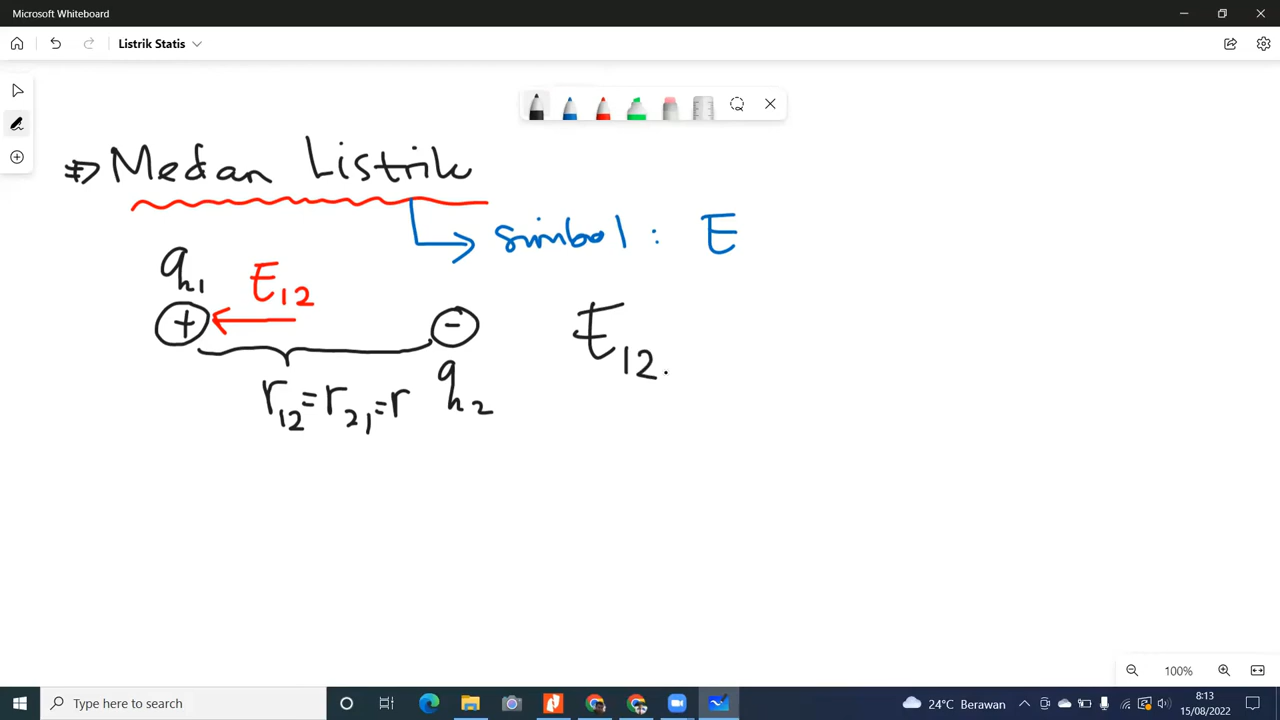 Microsoft Whiteboard
Listrik Statis
⇒ Medan Listrik
simbol : E
q1
E12
+
-
E12.
r12 = r21 = r
q2
100%
Type here to search
24°C Berawan
8:13
15/08/2022